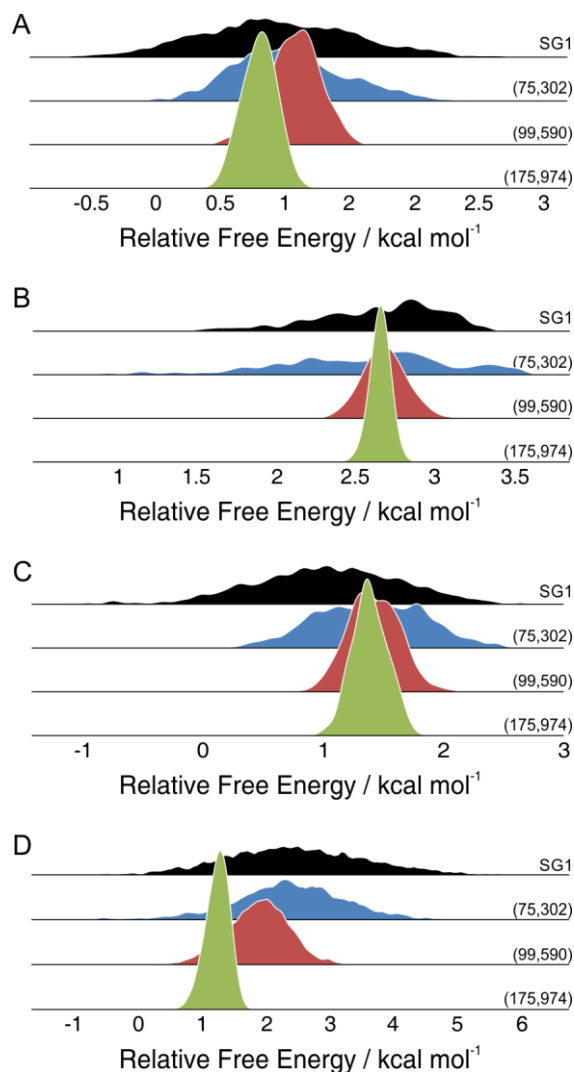 A
SG1
(75,302)
(99,590)
(175,974)
-0.5 0 0.5 1 2 2.5 3
Relative Free Energy / kcal mol-1
B
SG1
(75,302)
(99,590)
(175,974)
1 1.5 2 2.5 3 3.5
Relative Free Energy / kcal mol-1
C
SG1
(75,302)
(99,590)
(175,974)
-1 0 1 2 3
Relative Free Energy / kcal mol-1
D
SG1
(75,302)
(99,590)
(175,974)
-1 0 1 2 3 4 5 6
Relative Free Energy / kcal mol-1